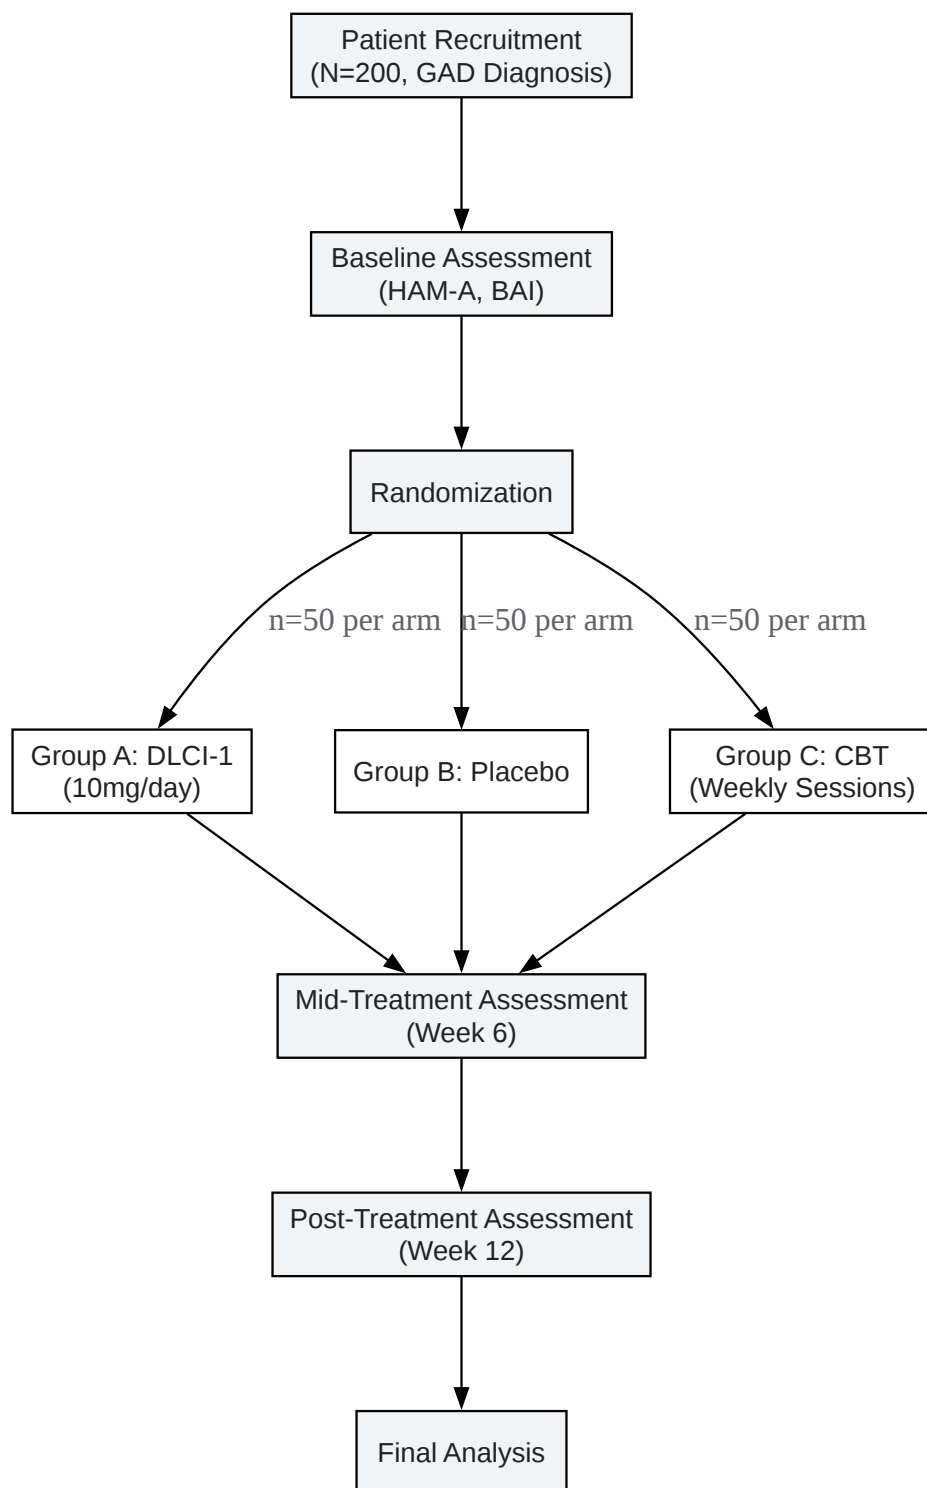 Patient Recruitment
(N=200, GAD Diagnosis)
Baseline Assessment
(HAM-A, BAI)
Randomization
n=50 per arm
n=50 per arm
n=50 per arm
Group A: DLCI-1
(10mg/day)
Group B: Placebo
Group C: CBT
(Weekly Sessions)
Mid-Treatment Assessment
(Week 6)
Post-Treatment Assessment
(Week 12)
Final Analysis